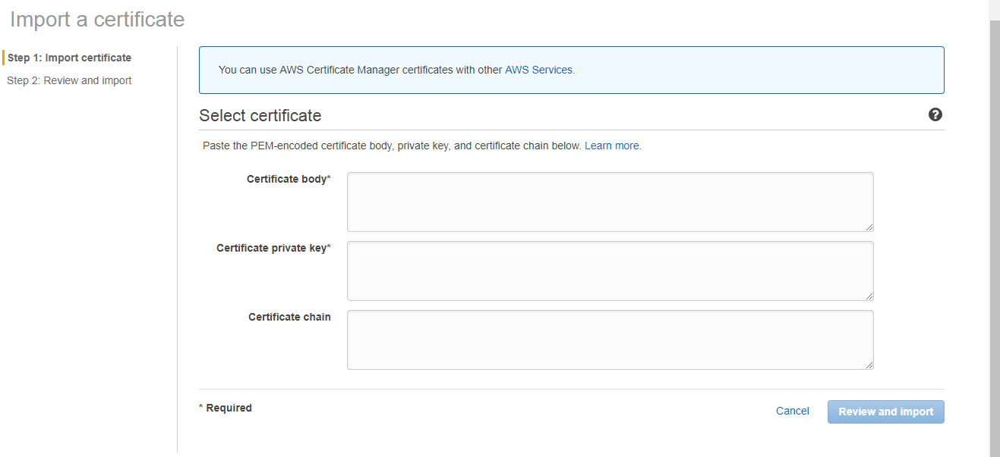 Import a certificate
Step 1: Import certificate
Step 2: Review and import
You can use AWS Certificate Manager certificates with other AWS Services.
Select certificate
?
Paste the PEM-encoded certificate body, private key, and certificate chain below. Learn more.
Certificate body*
Certificate private key*
Certificate chain
* Required
Cancel
Review and import